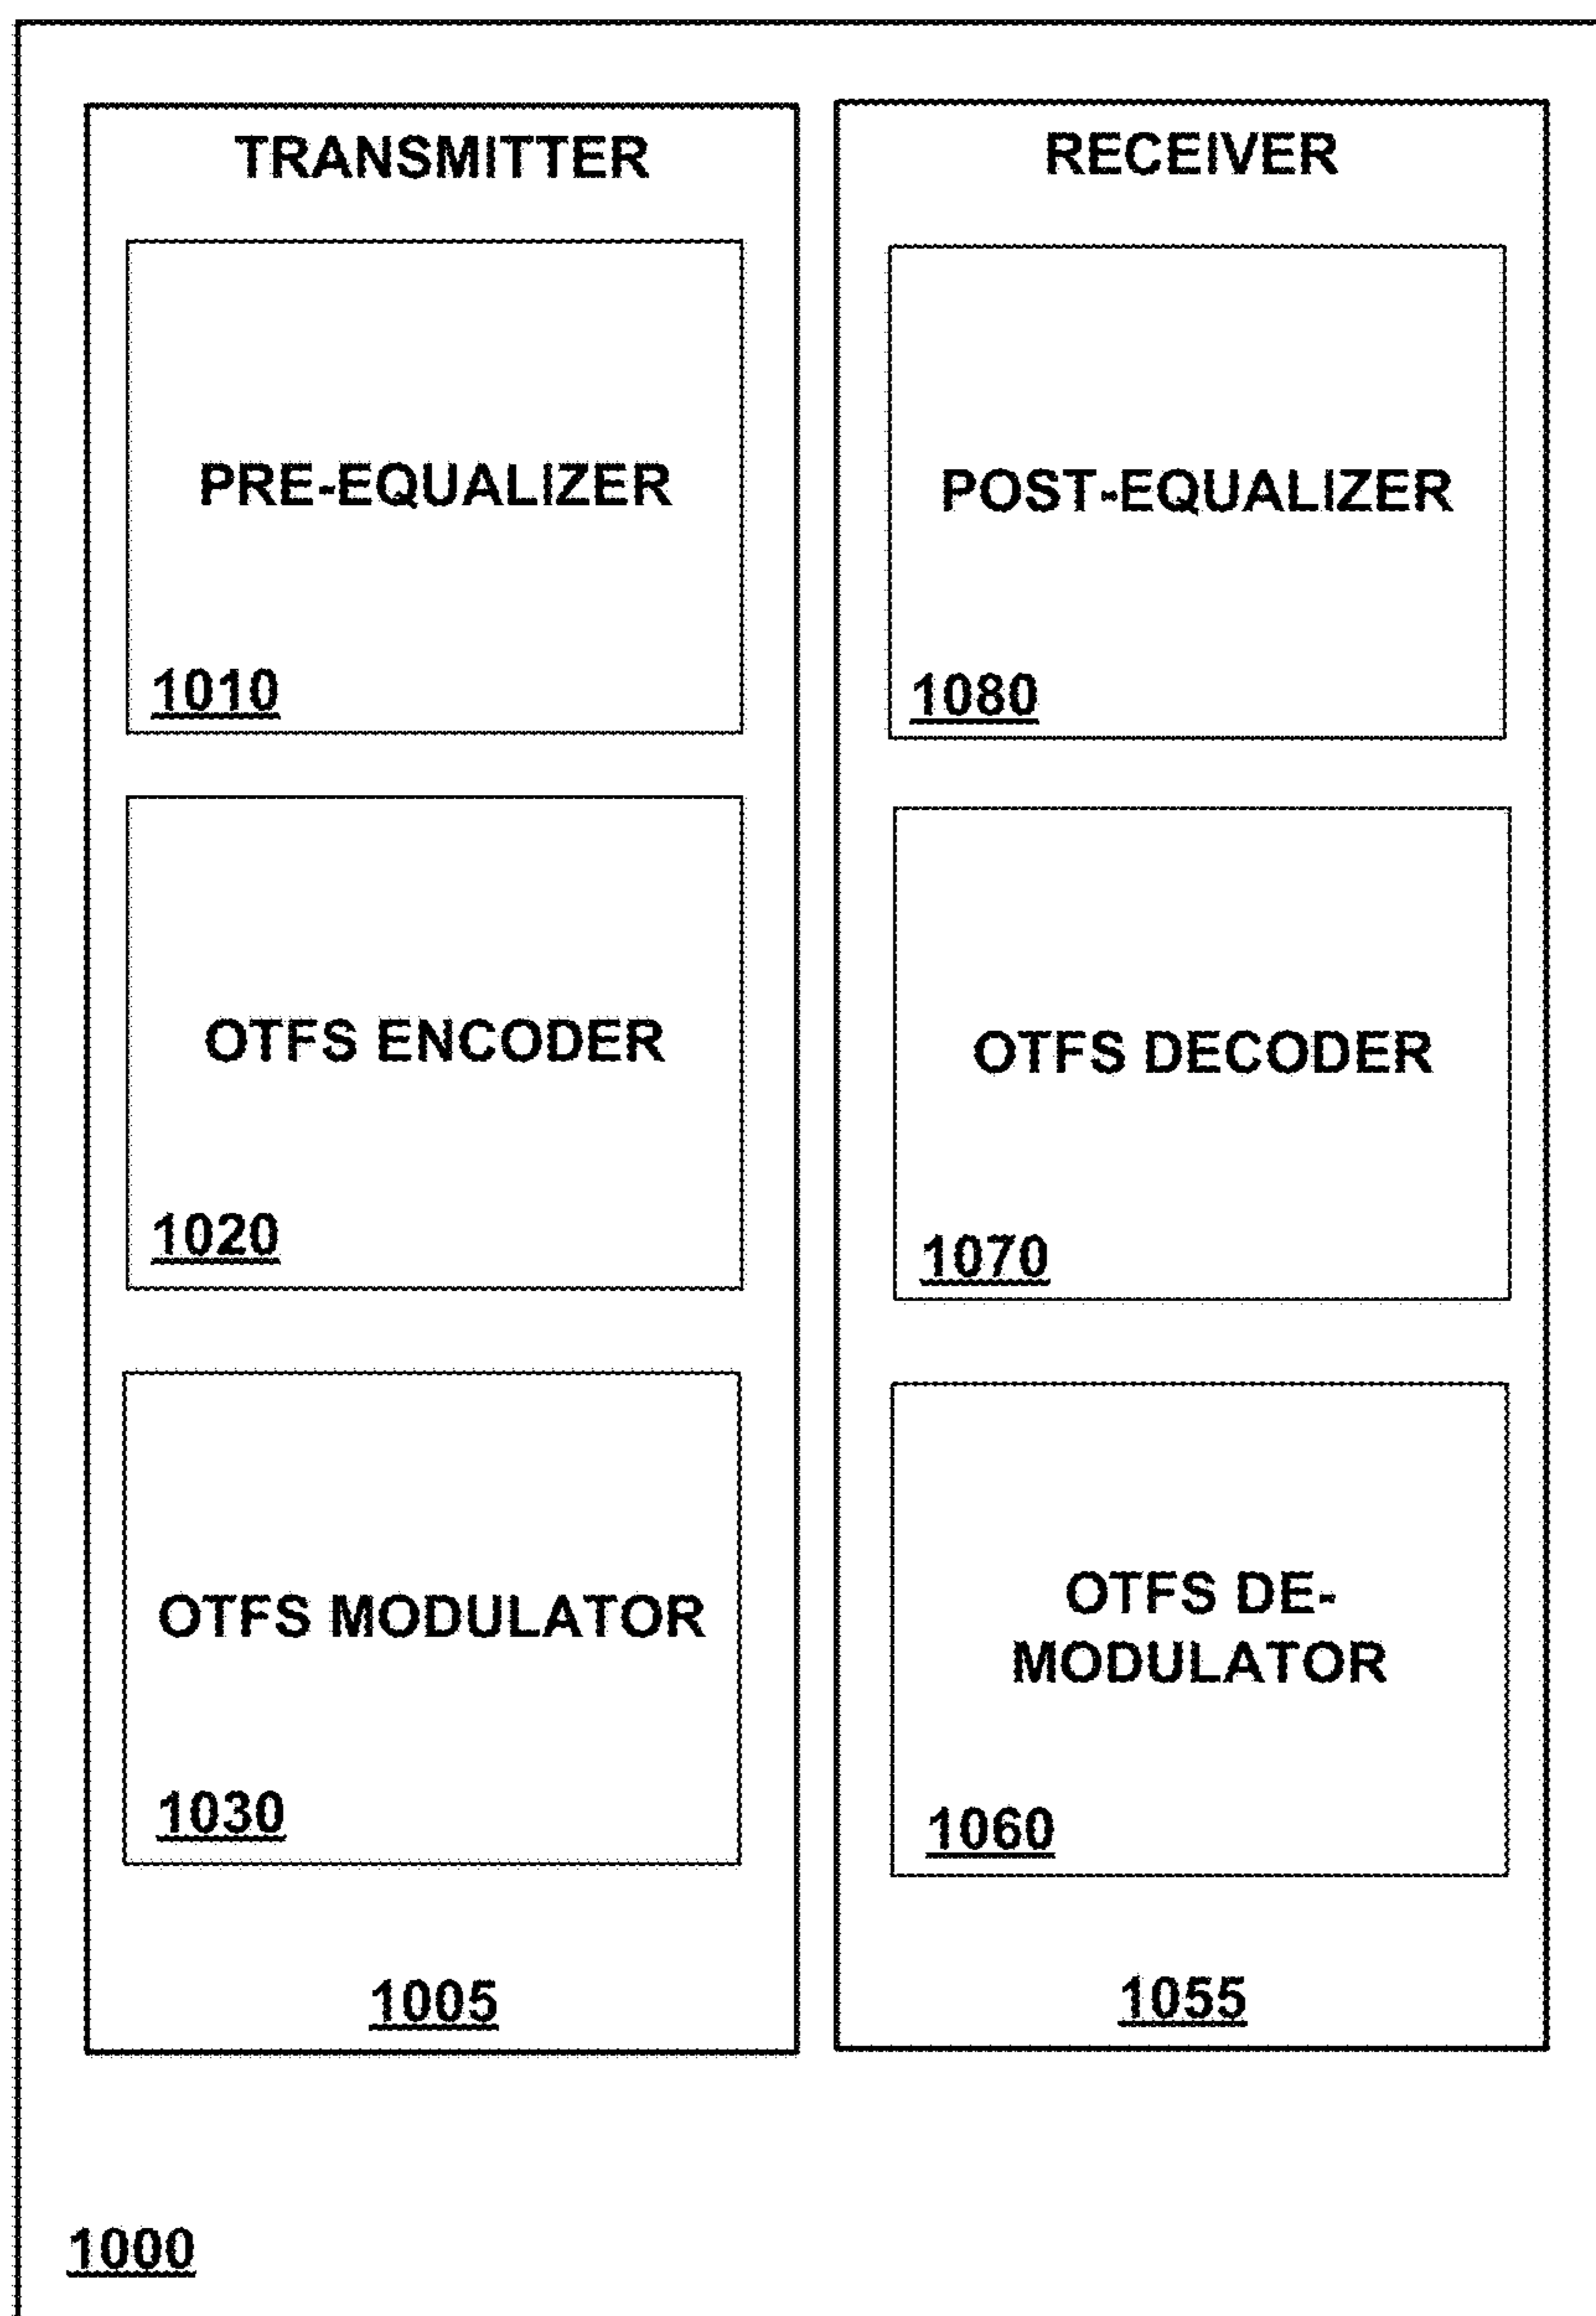 TRANSMITTER
PRE-EQUALIZER
1010
OTFS ENCODER
1020
OTFS MODULATOR
1030
1005
RECEIVER
POST-EQUALIZER
1080
OTFS DECODER
1070
OTFS DE-
MODULATOR
1060
1055
1000